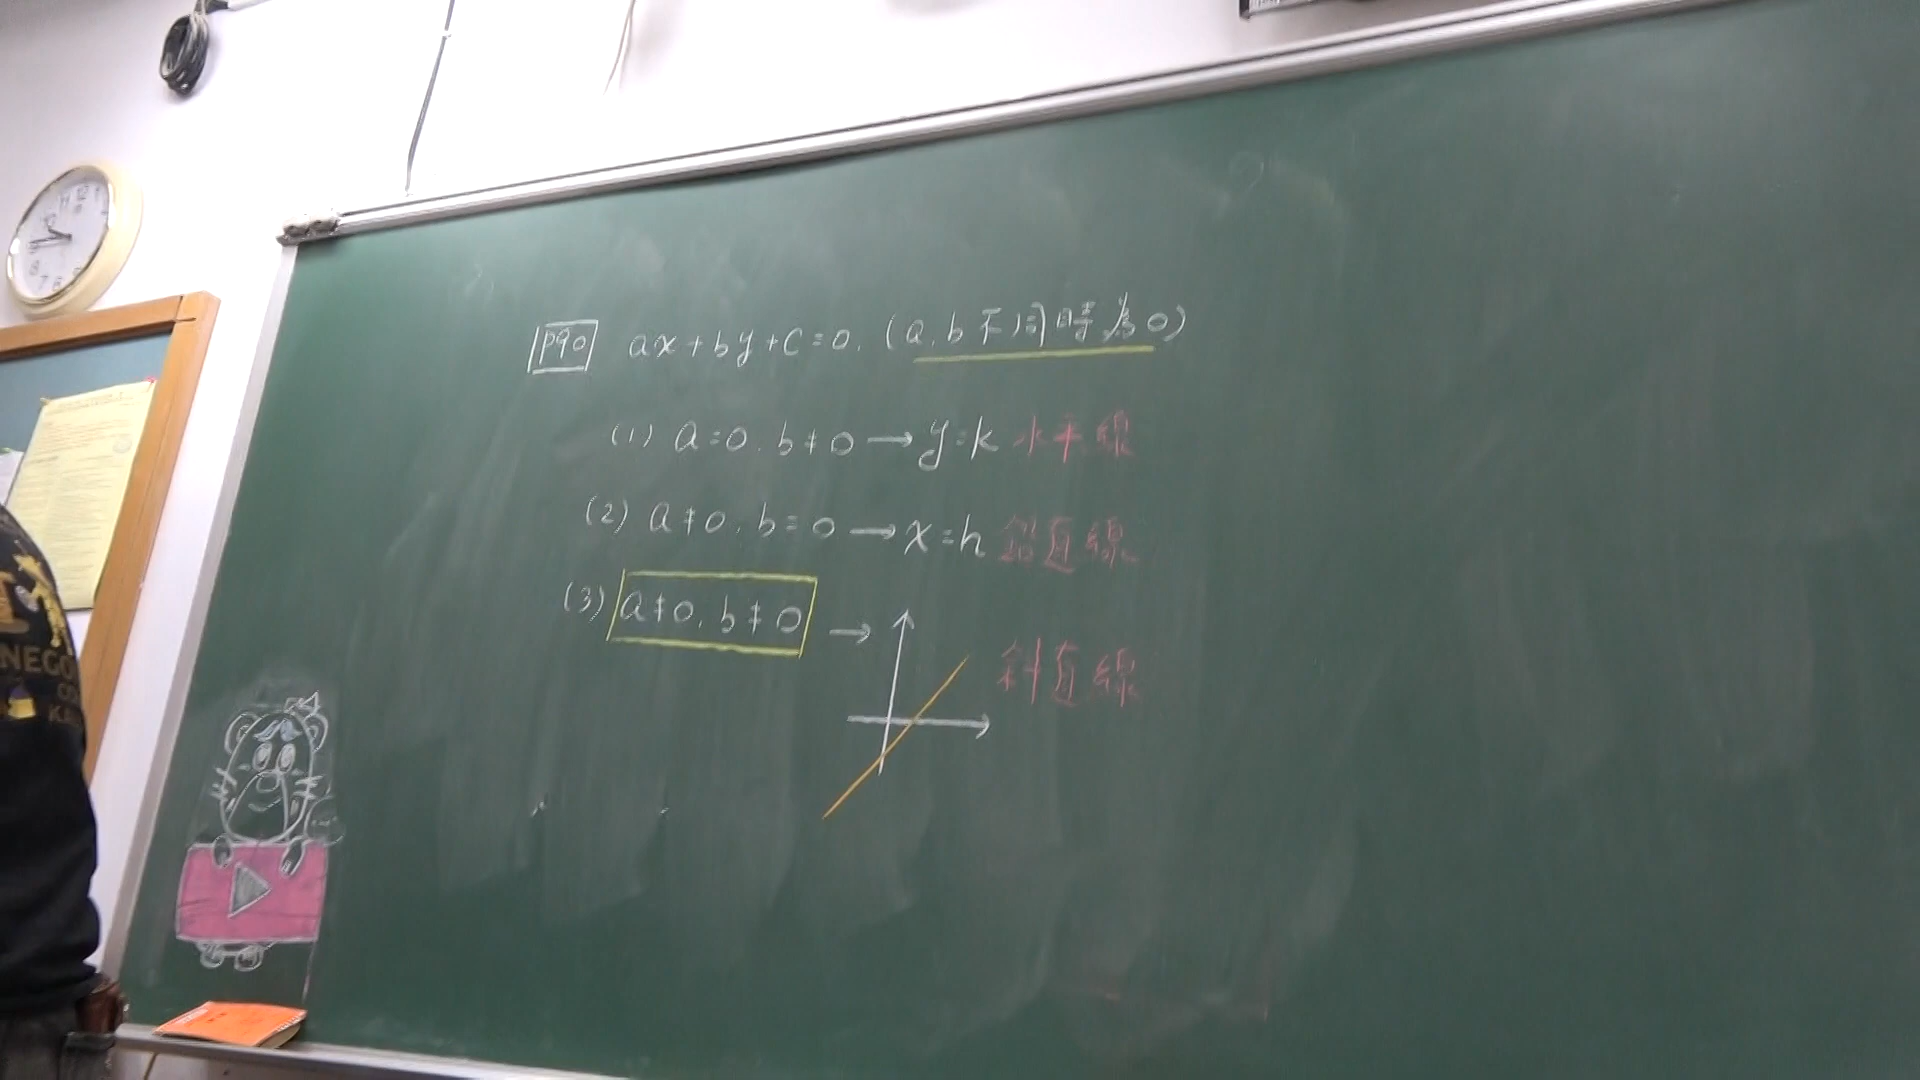 P90 ax+by+c=0. (a.b不同時為0)
(1) a=0. b≠0 → y=k 水平線
(2) a≠0. b=0 → x=h 鉛直線
(3) a≠0. b≠0 → 斜直線
NEGO